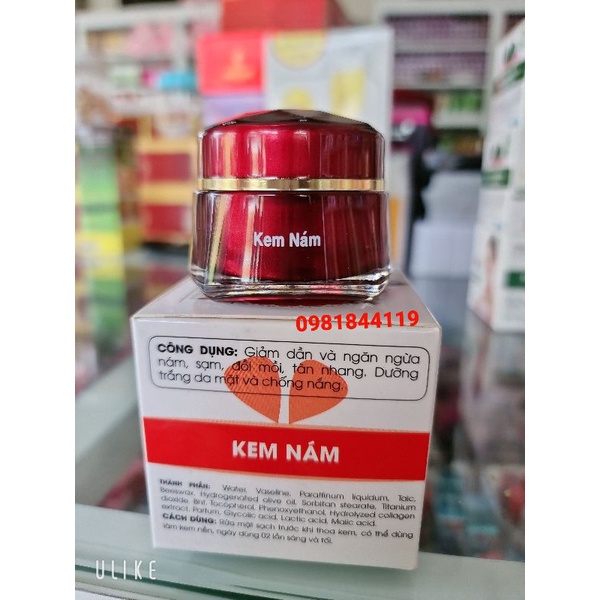 Kem Nám
0981844119
CÔNG DỤNG: Giảm dần và ngăn ngừa
nám, sạm, đồi mồi, tàn nhang. Dưỡng
trắng da mặt và chống nắng.
KEM NÁM
THÀNH PHẦN: Water, Vaseline, Paraffinum liquidum, Talc,
Beeswax, Hydrogenated olive oil, Sorbitan stearate, Titanium
dioxide, Bht, Tocopherol, Phenoxyethanol, Hydrolyzed collagen
extract, Parfum, Glycolic acid, Lactic acid, Malic acid.
CÁCH DÙNG: Rửa mặt sạch trước khi thoa kem, có thể dùng
làm kem nền, ngày dùng 02 lần sáng và tối.
ULIKE